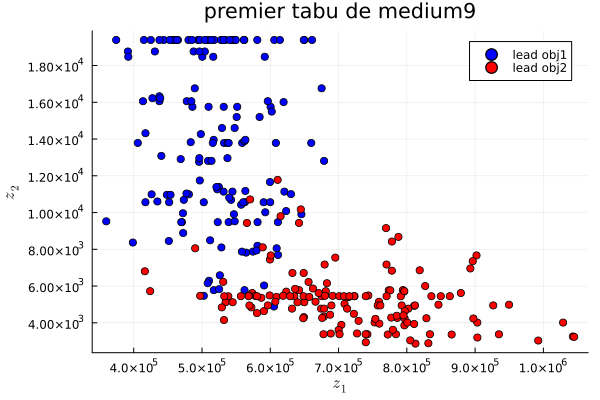 premier tabu de medium9
lead obj1
lead obj2
1.80×10⁴
1.60×10⁴
1.40×10⁴
1.20×10⁴
1.00×10⁴
8.00×10³
6.00×10³
4.00×10³
z₂
4.0×10⁵ 5.0×10⁵ 6.0×10⁵ 7.0×10⁵ 8.0×10⁵ 9.0×10⁵ 1.0×10⁶
z₁